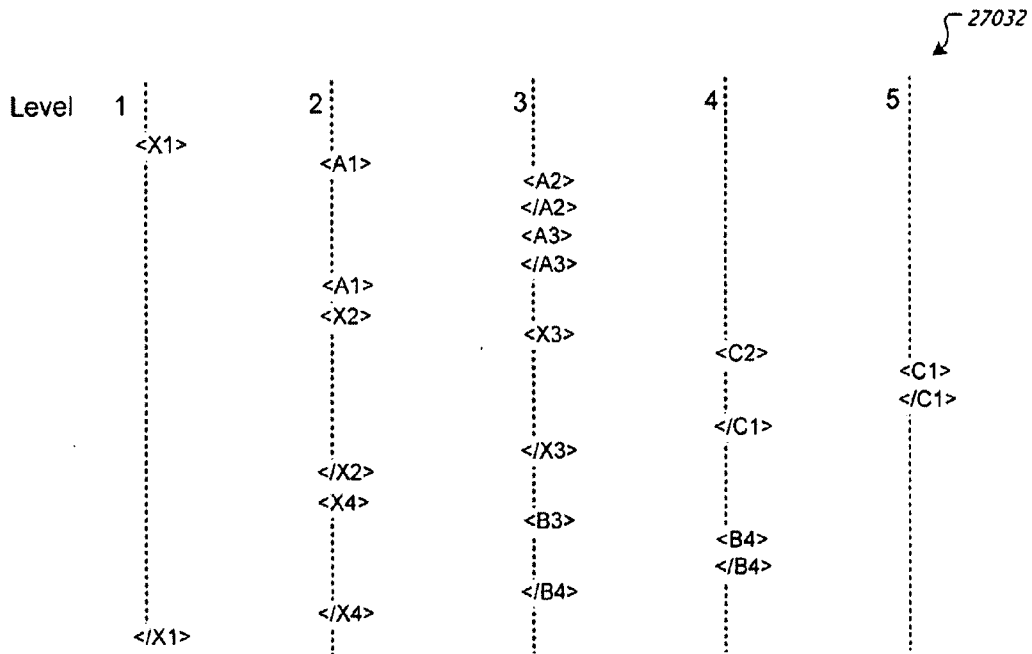 27032
Level 1 2 3 4 5
<X1>
<A1>
<A2>
</A2>
<A3>
</A3>
<A1>
<X2>
<X3>
<C2>
<C1>
</C1>
</C1>
</X3>
</X2>
<X4>
<B3>
<B4>
</B4>
</B4>
</X4>
</X1>